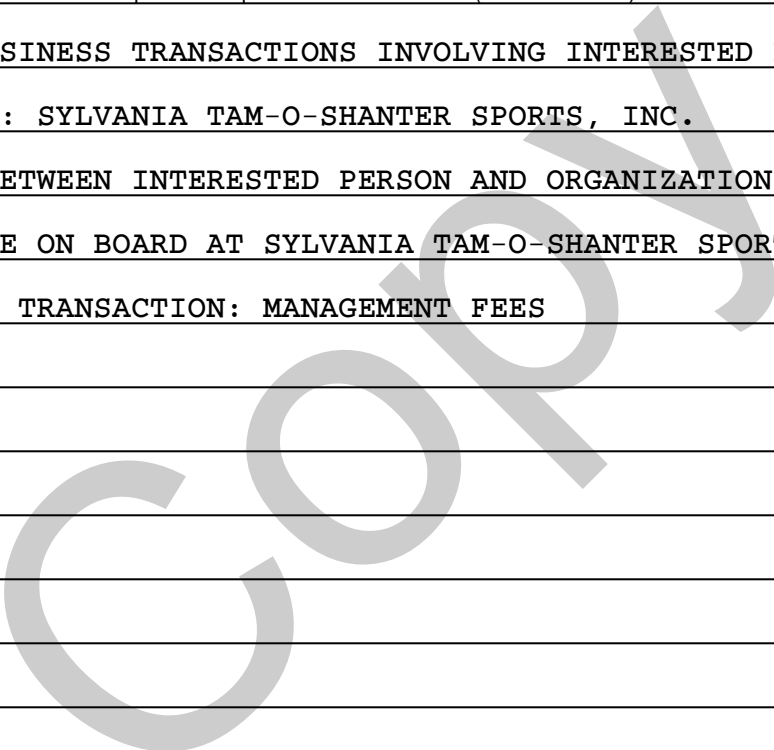 SINESS TRANSACTIONS INVOLVING INTERESTED
: SYLVANIA TAM-O-SHANTER SPORTS, INC.
ETWEEN INTERESTED PERSON AND ORGANIZATION
E ON BOARD AT SYLVANIA TAM-O-SHANTER SPORT
TRANSACTION: MANAGEMENT FEES
Copy